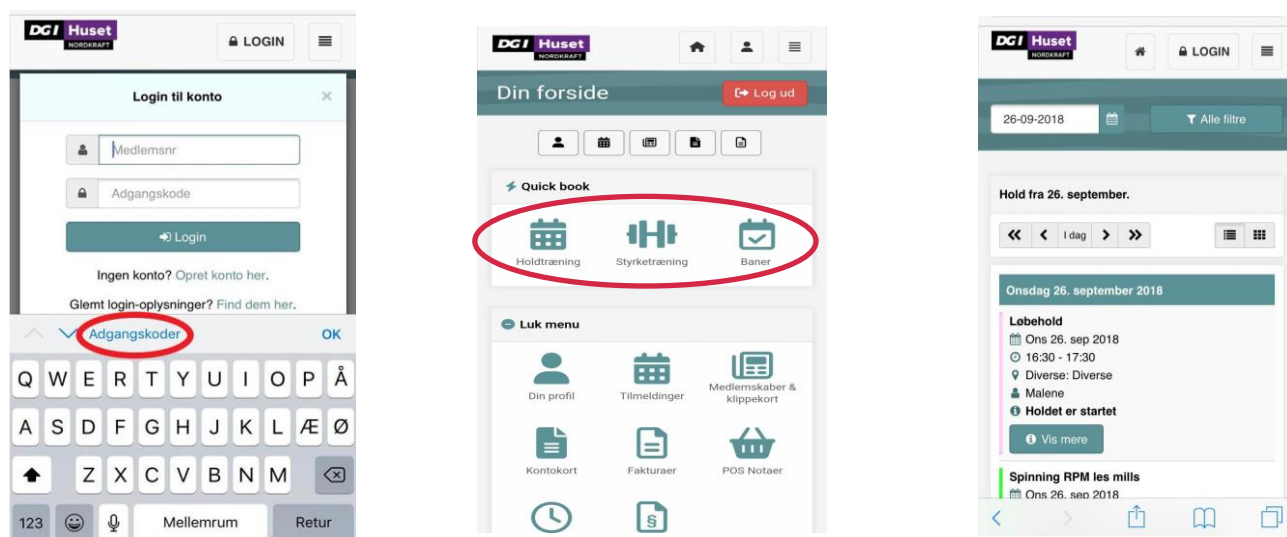 DGI Huset
NORDKRAFT
LOGIN
Login til konto
×
Medlemsnr
Adgangskode
Login
Ingen konto? Opret konto her.
Glemt login-oplysninger? Find dem her.
Adgangskoder
OK
Q W E R T Y U I O P Å
A S D F G H J K L Æ Ø
Z X C V B N M
123
Mellemrum
Retur
DGI Huset
NORDKRAFT
Din forside
Log ud
Quick book
Holdtræning
Styrketræning
Baner
Luk menu
Din profil
Tilmeldinger
Medlemskaber &
klippekort
Kontokort
Fakturaer
POS Notaer
§
DGI Huset
NORDKRAFT
LOGIN
26-09-2018
Alle filtre
Hold fra 26. september.
I dag
Onsdag 26. september 2018
Løbehold
Ons 26. sep 2018
16:30 - 17:30
Diverse: Diverse
Malene
Holdet er startet
Vis mere
Spinning RPM les mills
Ons 26. sep 2018